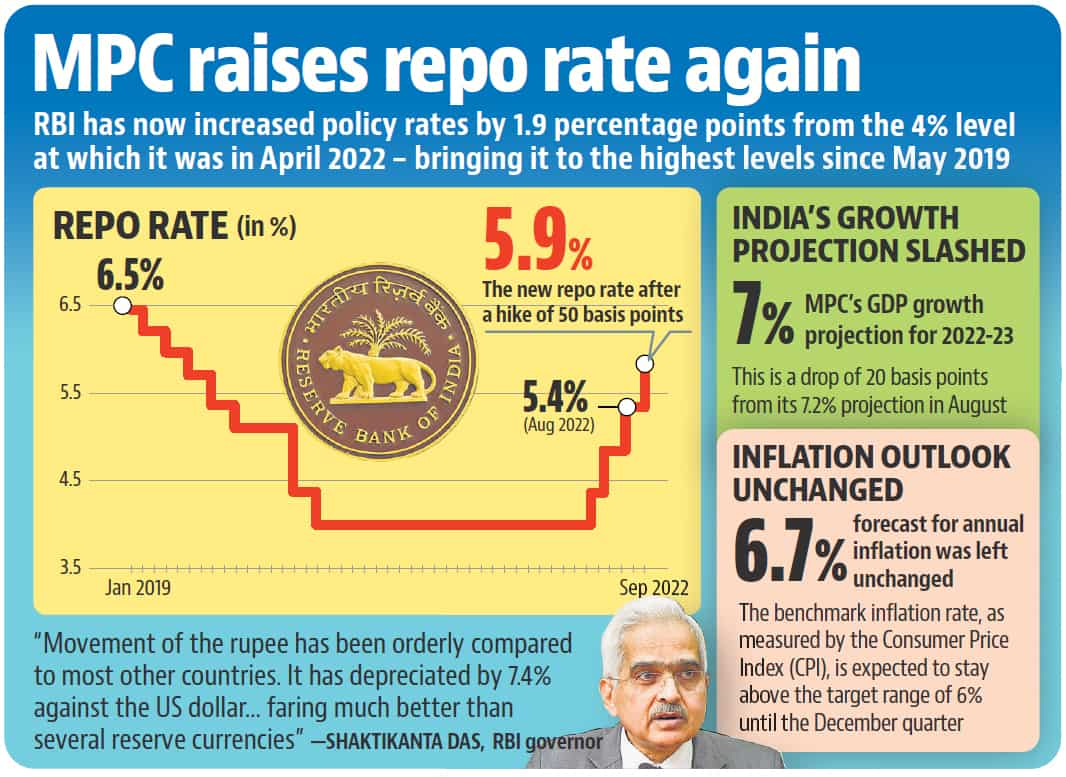 MPC raises repo rate again
RBI has now increased policy rates by 1.9 percentage points from the 4% level
at which it was in April 2022 – bringing it to the highest levels since May 2019
REPO RATE (in %)
6.5%
5.9%
The new repo rate after
a hike of 50 basis points
6.5
5.5
4.5
3.5
5.4%
(Aug 2022)
Jan 2019
Sep 2022
भारतीय रिज़र्व बैंक
RESERVE BANK OF INDIA
INDIA'S GROWTH
PROJECTION SLASHED
7% MPC's GDP growth
projection for 2022-23
This is a drop of 20 basis points
from its 7.2% projection in August
INFLATION OUTLOOK
UNCHANGED
6.7% forecast for annual
inflation was left
unchanged
The benchmark inflation rate, as
measured by the Consumer Price
Index (CPI), is expected to stay
above the target range of 6%
until the December quarter
“Movement of the rupee has been orderly compared
to most other countries. It has depreciated by 7.4%
against the US dollar... faring much better than
several reserve currencies” —SHAKTIKANTA DAS, RBI governor